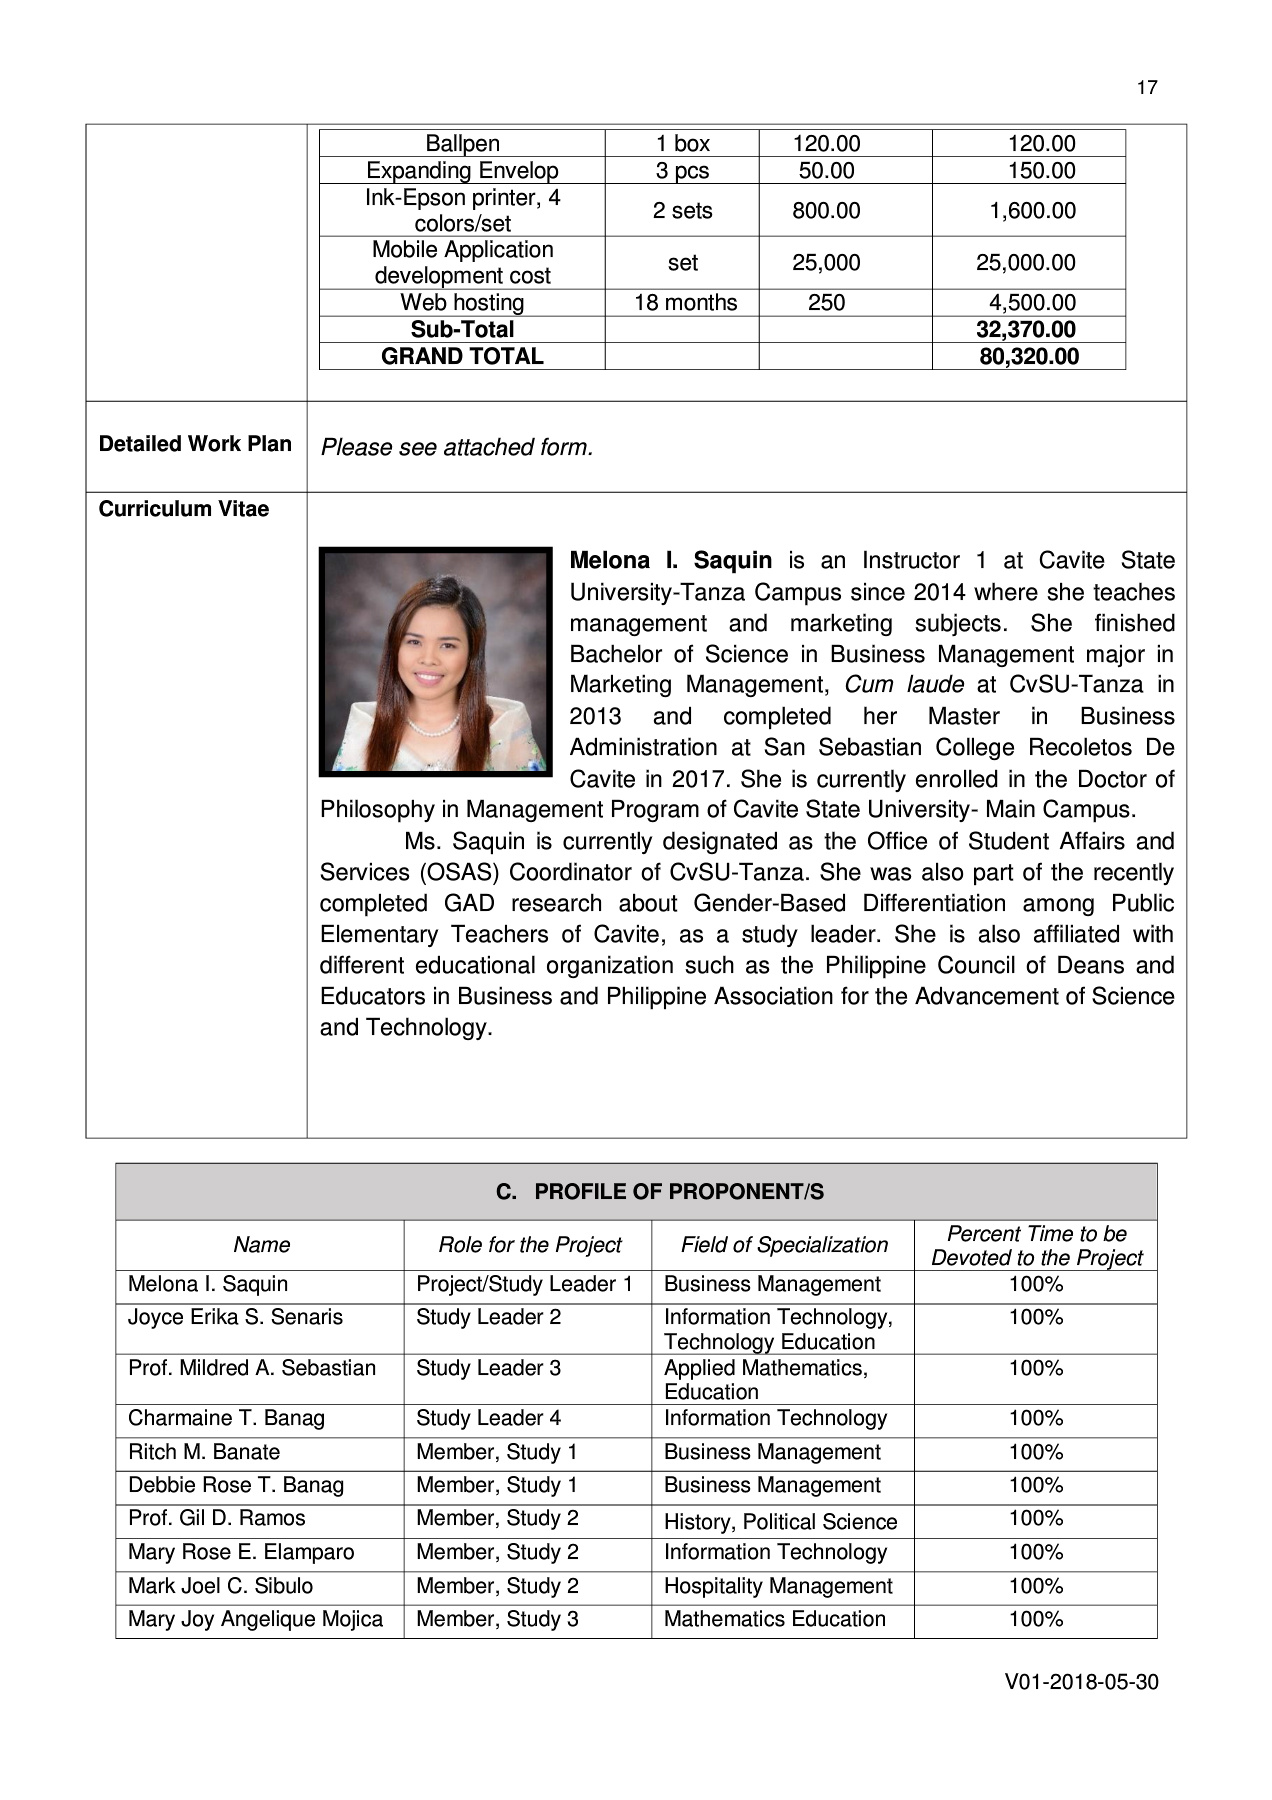 17
Ballpen 1 box 120.00 120.00
Expanding Envelop 3 pcs 50.00 150.00
Ink-Epson printer, 4
colors/set 2 sets 800.00 1,600.00
Mobile Application
development cost set 25,000 25,000.00
Web hosting 18 months 250 4,500.00
Sub-Total 32,370.00
GRAND TOTAL 80,320.00
Detailed Work Plan Please see attached form.
Curriculum Vitae
Melona I. Saquin is an Instructor 1 at Cavite State
University-Tanza Campus since 2014 where she teaches
management and marketing subjects. She finished
Bachelor of Science in Business Management major in
Marketing Management, Cum laude at CvSU-Tanza in
2013 and completed her Master in Business
Administration at San Sebastian College Recoletos De
Cavite in 2017. She is currently enrolled in the Doctor of
Philosophy in Management Program of Cavite State University- Main Campus.
Ms. Saquin is currently designated as the Office of Student Affairs and
Services (OSAS) Coordinator of CvSU-Tanza. She was also part of the recently
completed GAD research about Gender-Based Differentiation among Public
Elementary Teachers of Cavite, as a study leader. She is also affiliated with
different educational organization such as the Philippine Council of Deans and
Educators in Business and Philippine Association for the Advancement of Science
and Technology.
C. PROFILE OF PROPONENT/S
Name Role for the Project Field of Specialization Percent Time to be
Devoted to the Project
Melona I. Saquin Project/Study Leader 1 Business Management 100%
Joyce Erika S. Senaris Study Leader 2 Information Technology, 100%
Technology Education
Prof. Mildred A. Sebastian Study Leader 3 Applied Mathematics, 100%
Education
Charmaine T. Banag Study Leader 4 Information Technology 100%
Ritch M. Banate Member, Study 1 Business Management 100%
Debbie Rose T. Banag Member, Study 1 Business Management 100%
Prof. Gil D. Ramos Member, Study 2 History, Political Science 100%
Mary Rose E. Elamparo Member, Study 2 Information Technology 100%
Mark Joel C. Sibulo Member, Study 2 Hospitality Management 100%
Mary Joy Angelique Mojica Member, Study 3 Mathematics Education 100%
V01-2018-05-30